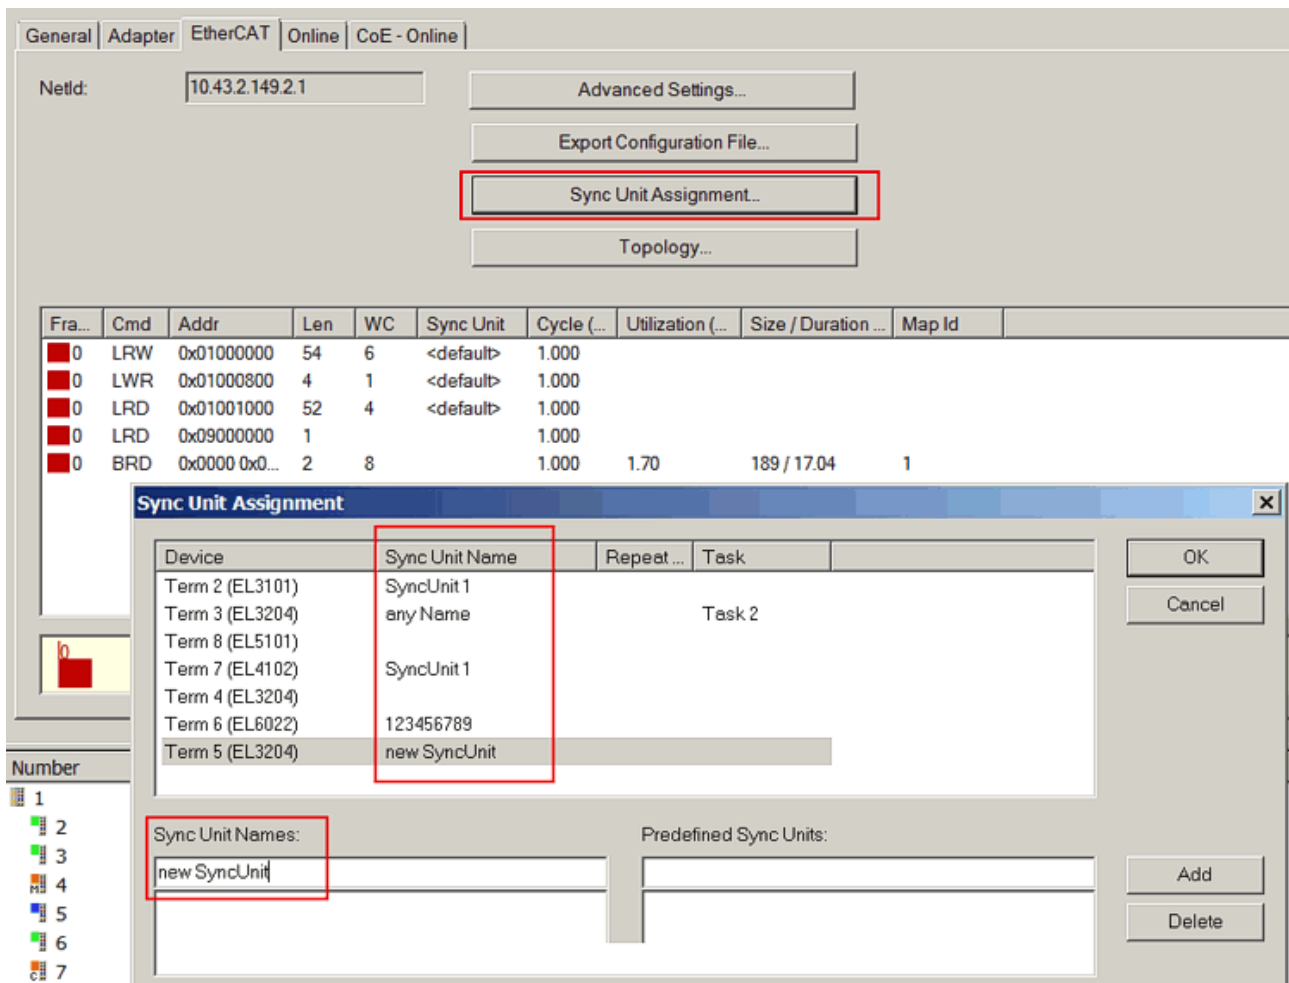 General Adapter EtherCAT Online CoE - Online
NetId: 10.43.2.149.2.1 Advanced Settings...
Export Configuration File...
Sync Unit Assignment...
Topology...
Fra... Cmd Addr Len WC Sync Unit Cycle (... Utilization (... Size / Duration ... Map Id
0 LRW 0x01000000 54 6 <default> 1.000
0 LWR 0x01000800 4 1 <default> 1.000
0 LRD 0x01001000 52 4 <default> 1.000
0 LRD 0x09000000 1 1.000
0 BRD 0x0000 0x0... 2 8 1.000 1.70 189 / 17.04 1
0
Number
1
2
3
M 4
5
6
C 7
Sync Unit Assignment
Device Sync Unit Name Repeat ... Task
Term 2 (EL3101) SyncUnit 1
Term 3 (EL3204) any Name Task 2
Term 8 (EL5101)
Term 7 (EL4102) SyncUnit 1
Term 4 (EL3204)
Term 6 (EL6022) 123456789
Term 5 (EL3204) new SyncUnit
OK
Cancel
Sync Unit Names: Predefined Sync Units:
new SyncUnit
Add
Delete